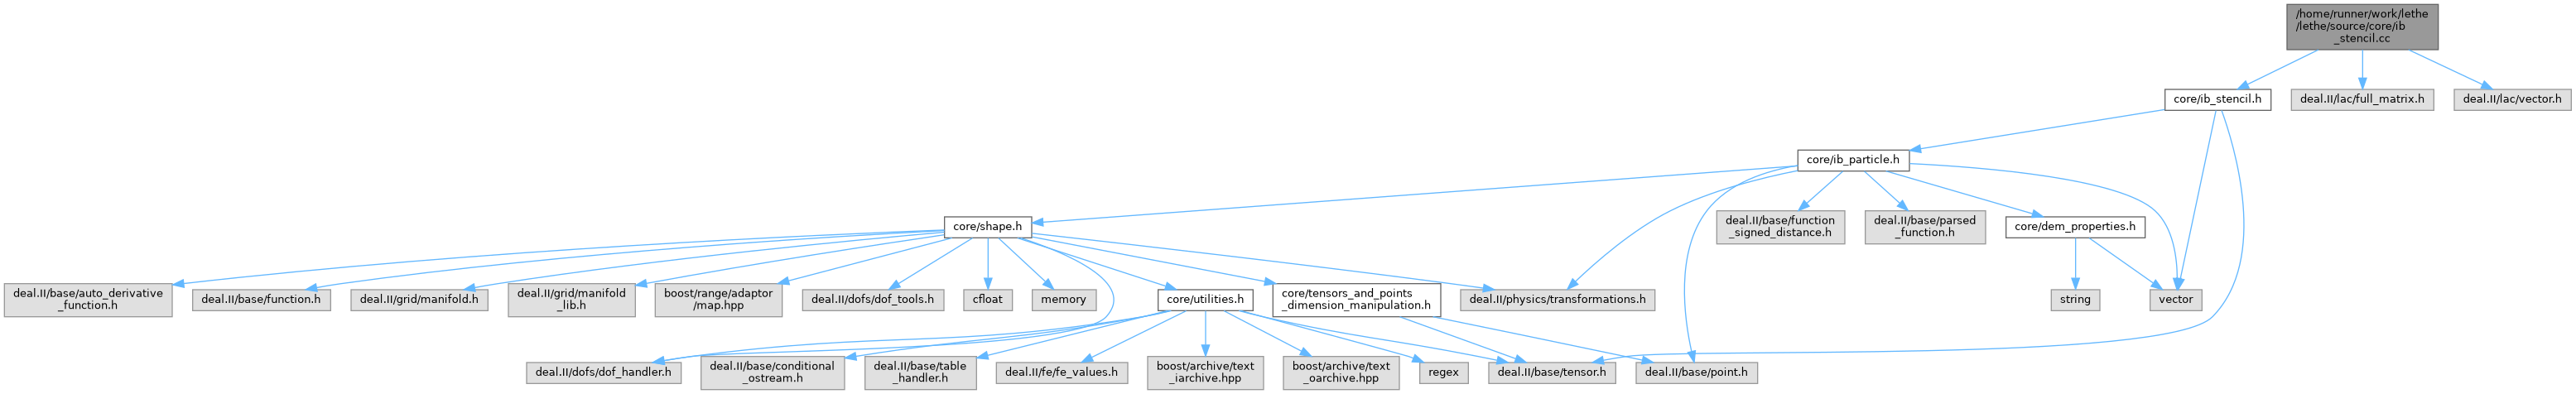 /home/runner/work/lethe
/lethe/source/core/ib
_stencil.cc
core/ib_stencil.h
deal.II/lac/full_matrix.h
deal.II/lac/vector.h
core/ib_particle.h
core/shape.h
deal.II/base/function
_signed_distance.h
deal.II/base/parsed
_function.h
core/dem_properties.h
deal.II/base/auto_derivative
_function.h
deal.II/base/function.h
deal.II/grid/manifold.h
deal.II/grid/manifold
_lib.h
boost/range/adaptor
/map.hpp
deal.II/dofs/dof_tools.h
cfloat
memory
core/utilities.h
core/tensors_and_points
_dimension_manipulation.h
deal.II/physics/transformations.h
string
vector
deal.II/dofs/dof_handler.h
deal.II/base/conditional
_ostream.h
deal.II/base/table
_handler.h
deal.II/fe/fe_values.h
boost/archive/text
_iarchive.hpp
boost/archive/text
_oarchive.hpp
regex
deal.II/base/tensor.h
deal.II/base/point.h